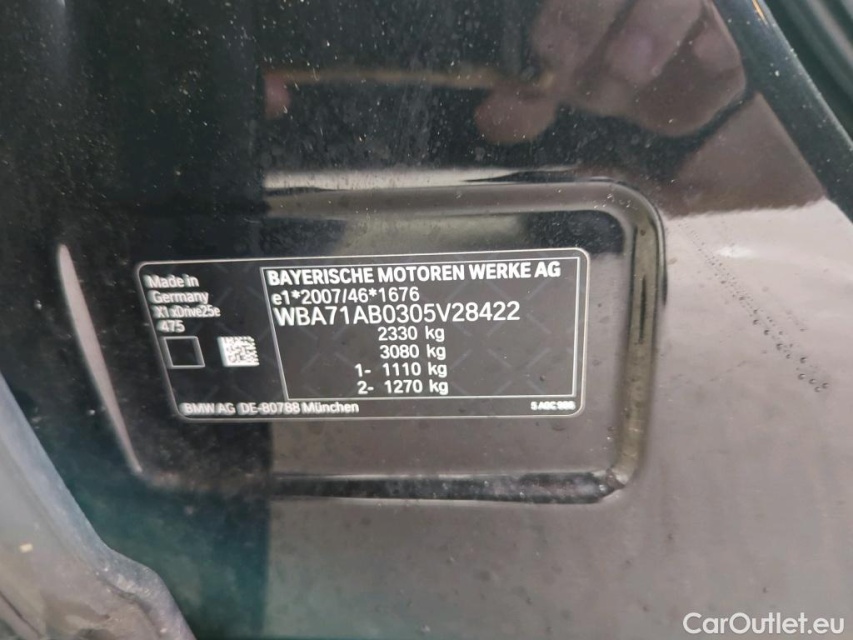 Made in
Germany
X1 xDrive25e
475
BAYERISCHE MOTOREN WERKE AG
e1*2007/46*1676
WBA71AB0305V28422
2330 kg
3080 kg
1- 1110 kg
2- 1270 kg
BMW AG DE-80788 München
CarOutlet.eu